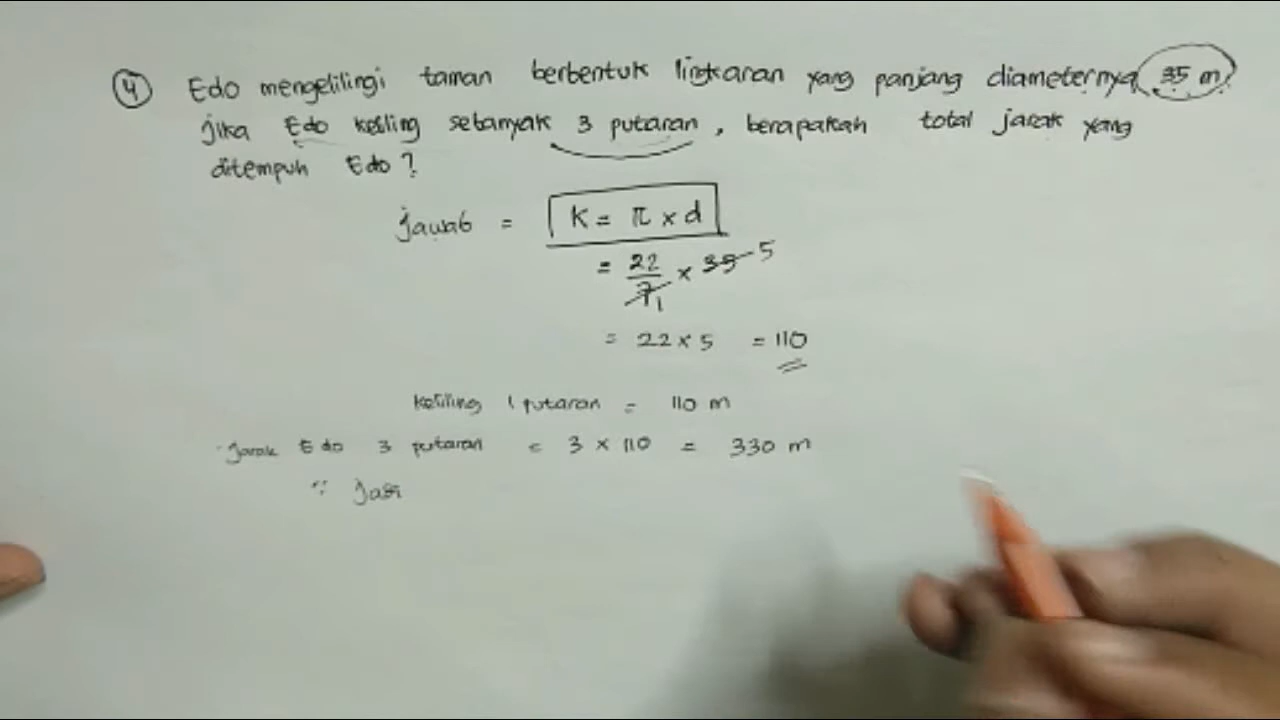 4 Edo mengelilingi taman berbentuk lingkaran yang panjang diameternya 35 m
jika Edo keliling sebanyak 3 putaran, berapakah total jarak yang
ditempuh Edo?
jawab = K = π x d
= 22/7 1 x 35 5
= 22 x 5 = 110
keliling 1 putaran = 110 m
Jarak Edo 3 putaran = 3 x 110 = 330 m
∵ Jadi